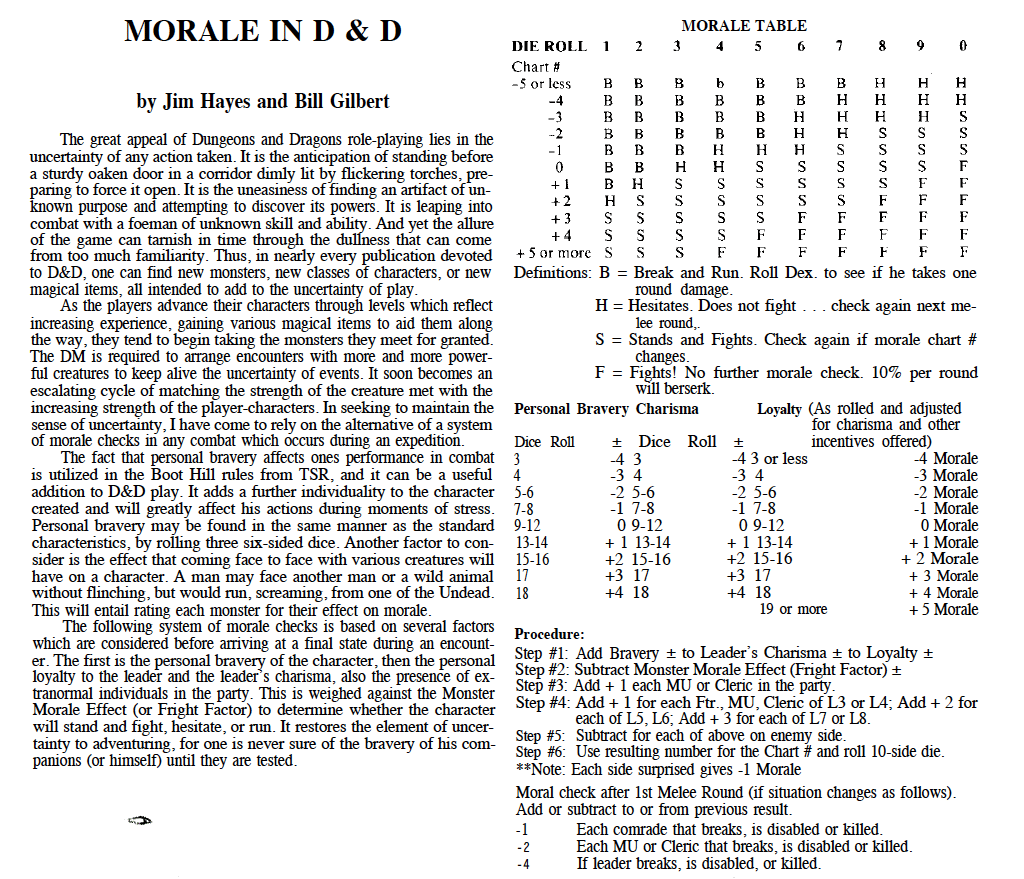 MORALE IN D & D
by Jim Hayes and Bill Gilbert
The great appeal of Dungeons and Dragons role-playing lies in the
uncertainty of any action taken. It is the anticipation of standing before
a sturdy oaken door in a corridor dimly lit by flickering torches, pre-
paring to force it open. It is the uneasiness of finding an artifact of un-
known purpose and attempting to discover its powers. It is leaping into
combat with a foeman of unknown skill and ability. And yet the allure
of the game can tarnish in time through the dullness that can come
from too much familiarity. Thus, in nearly every publication devoted
to D&D, one can find new monsters, new classes of characters, or new
magical items, all intended to add to the uncertainty of play.
As the players advance their characters through levels which reflect
increasing experience, gaining various magical items to aid them along
the way, they tend to begin taking the monsters they meet for granted.
The DM is required to arrange encounters with more and more power-
ful creatures to keep alive the uncertainty of events. It soon becomes an
escalating cycle of matching the strength of the creature met with the
increasing strength of the player-characters. In seeking to maintain the
sense of uncertainty, I have come to rely on the alternative of a system
of morale checks in any combat which occurs during an expedition.
The fact that personal bravery affects ones performance in combat
is utilized in the Boot Hill rules from TSR, and it can be a useful
addition to D&D play. It adds a further individuality to the character
created and will greatly affect his actions during moments of stress.
Personal bravery may be found in the same manner as the standard
characteristics, by rolling three six-sided dice. Another factor to con-
sider is the effect that coming face to face with various creatures will
have on a character. A man may face another man or a wild animal
without flinching, but would run, screaming, from one of the Undead.
This will entail rating each monster for their effect on morale.
The following system of morale checks is based on several factors
which are considered before arriving at a final state during an encount-
er. The first is the personal bravery of the character, then the personal
loyalty to the leader and the leader's charisma, also the presence of ex-
tranormal individuals in the party. This is weighed against the Monster
Morale Effect (or Fright Factor) to determine whether the character
will stand and fight, hesitate, or run. It restores the element of uncer-
tainty to adventuring, for one is never sure of the bravery of his com-
panions (or himself) until they are tested.
MORALE TABLE
DIE ROLL 1 2 3 4 5 6 7 8 9 0
Chart #
-5 or less B B B b B B B H H H
-4 B B B B B B H H H H
-3 B B B B B H H H H S
-2 B B B B B H H S S S
-1 B B B H H H S S S S
0 B B H H S S S S S F
+ 1 B H S S S S S S F F
+ 2 H S S S S S S F F F
+ 3 S S S S S F F F F F
+ 4 S S S S F F F F F F
+ 5 or more S S S F F F F F F F
Definitions: B = Break and Run. Roll Dex. to see if he takes one
round damage.
H = Hesitates. Does not fight . . . check again next me-
lee round,.
S = Stands and Fights. Check again if morale chart #
changes.
F = Fights! No further morale check. 10% per round
will berserk.
Personal Bravery Charisma Loyalty (As rolled and adjusted
for charisma and other
Dice Roll ± Dice Roll ± incentives offered)
3 -4 3 -4 3 or less -4 Morale
4 -3 4 -3 4 -3 Morale
5-6 -2 5-6 -2 5-6 -2 Morale
7-8 -1 7-8 -1 7-8 -1 Morale
9-12 0 9-12 0 9-12 0 Morale
13-14 + 1 13-14 + 1 13-14 + 1 Morale
15-16 +2 15-16 +2 15-16 + 2 Morale
17 +3 17 +3 17 + 3 Morale
18 +4 18 +4 18 + 4 Morale
19 or more + 5 Morale
Procedure:
Step #1: Add Bravery ± to Leader's Charisma ± to Loyalty ±
Step #2: Subtract Monster Morale Effect (Fright Factor) ±
Step #3: Add + 1 each MU or Cleric in the party.
Step #4: Add + 1 for each Ftr., MU, Cleric of L3 or L4; Add + 2 for
each of L5, L6; Add + 3 for each of L7 or L8.
Step #5: Subtract for each of above on enemy side.
Step #6: Use resulting number for the Chart # and roll 10-side die.
**Note: Each side surprised gives -1 Morale
Moral check after 1st Melee Round (if situation changes as follows).
Add or subtract to or from previous result.
-1 Each comrade that breaks, is disabled or killed.
-2 Each MU or Cleric that breaks, is disabled or killed.
-4 If leader breaks, is disabled, or killed.